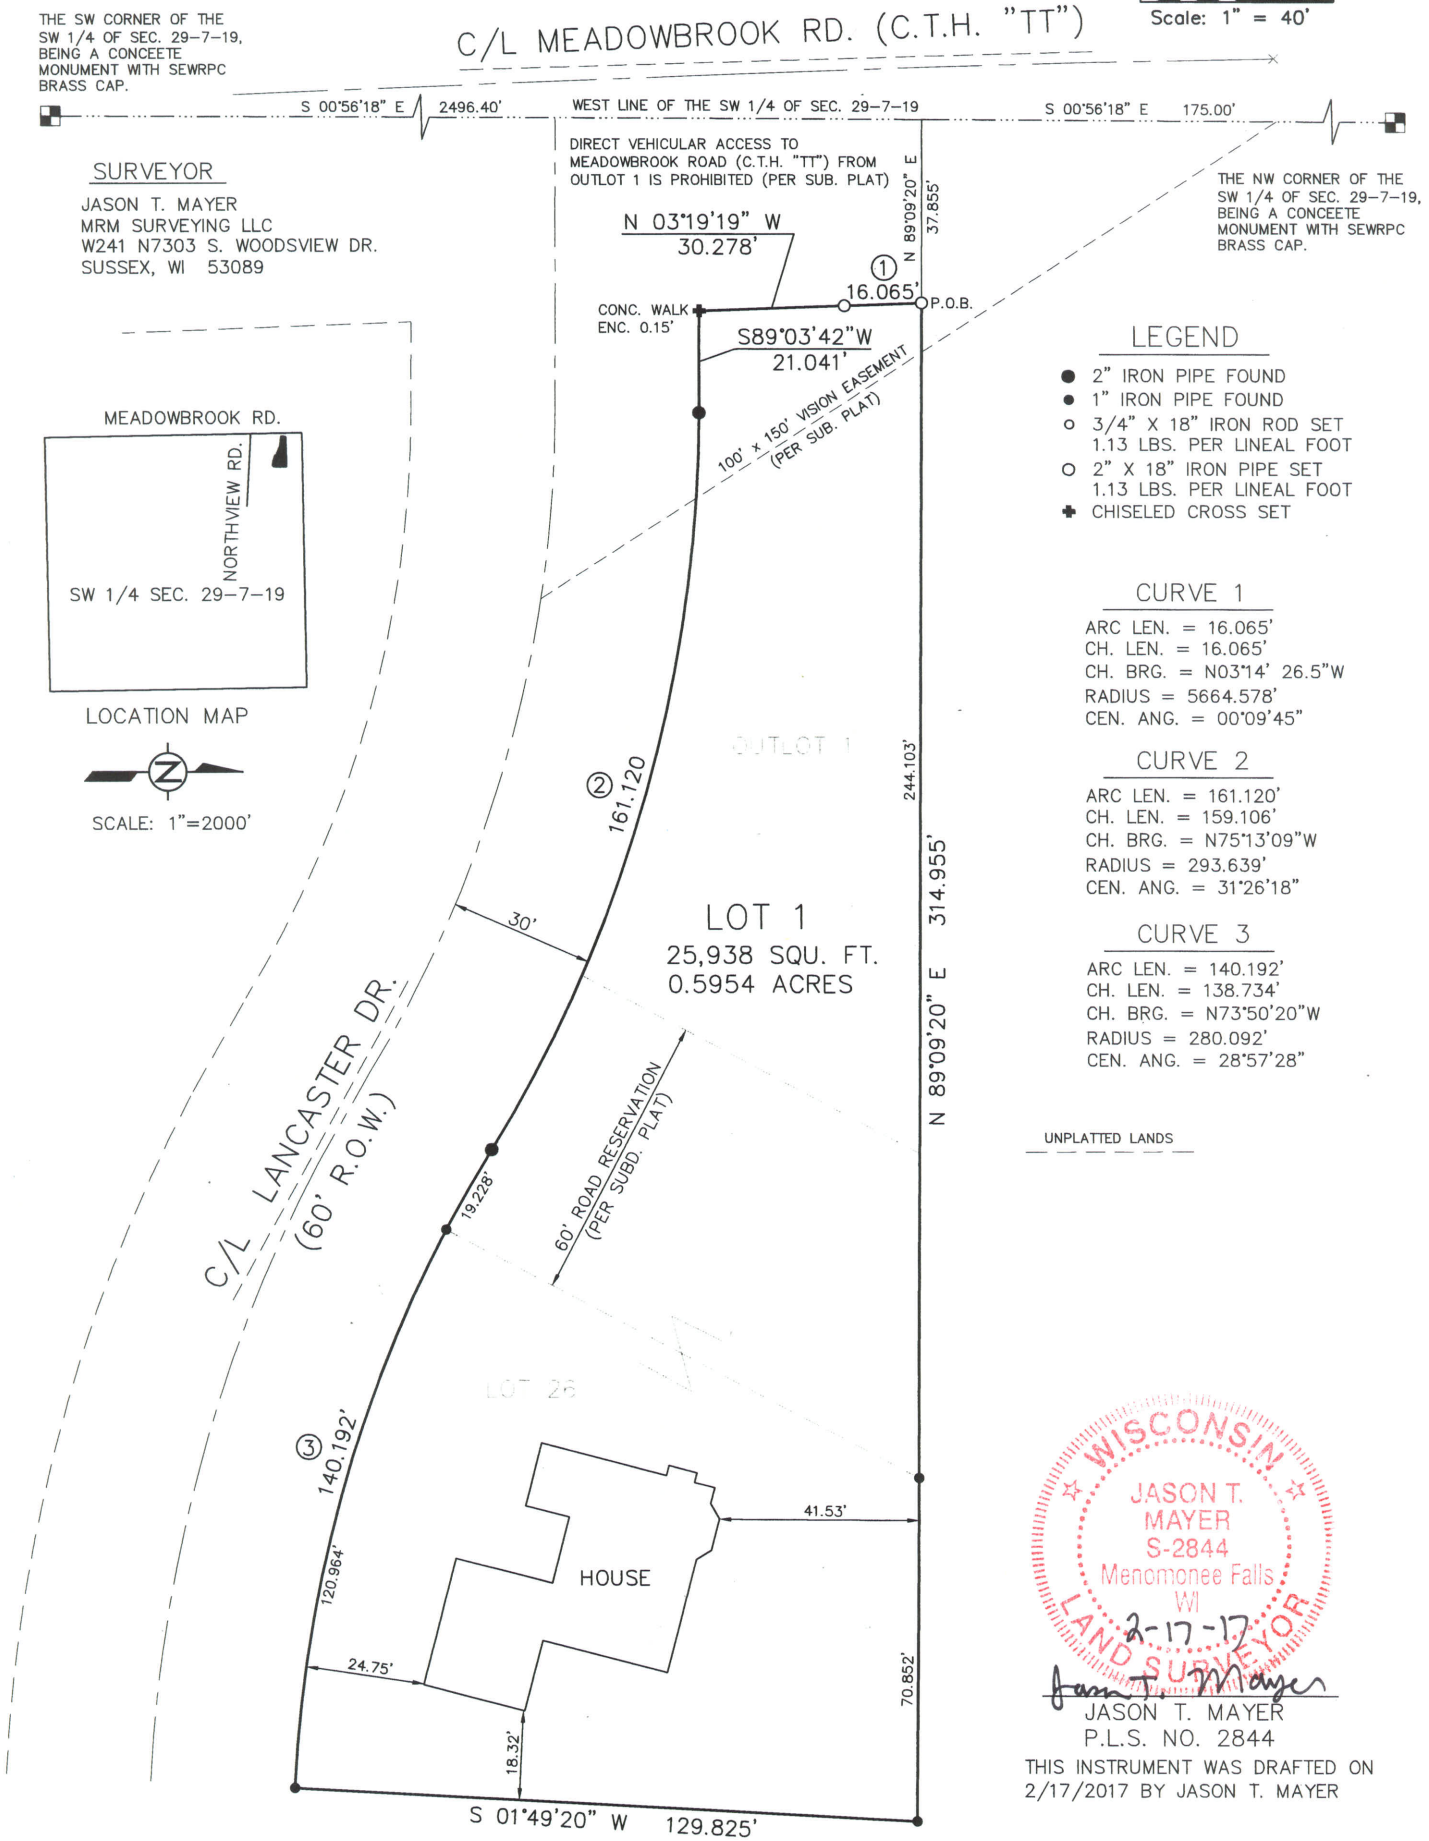 THE SW CORNER OF THE
SW 1/4 OF SEC. 29-7-19,
BEING A CONCEETE
MONUMENT WITH SEWRPC
BRASS CAP.
C/L MEADOWBROOK RD. (C.T.H. "TT")
Scale: 1" = 40'
S 00°56'18" E 2496.40'
WEST LINE OF THE SW 1/4 OF SEC. 29-7-19
S 00°56'18" E 175.00'
DIRECT VEHICULAR ACCESS TO
MEADOWBROOK ROAD (C.T.H. "TT") FROM
OUTLOT 1 IS PROHIBITED (PER SUB. PLAT)
N 89°09'20" E
37.855'
THE NW CORNER OF THE
SW 1/4 OF SEC. 29-7-19,
BEING A CONCEETE
MONUMENT WITH SEWRPC
BRASS CAP.
SURVEYOR
JASON T. MAYER
MRM SURVEYING LLC
W241 N7303 S. WOODSVIEW DR.
SUSSEX, WI 53089
N 03°19'19" W
30.278'
1
16.065'
P.O.B.
CONC. WALK
ENC. 0.15'
S89°03'42"W
21.041'
100' x 150' VISION EASEMENT
(PER SUB. PLAT)
LEGEND
2" IRON PIPE FOUND
1" IRON PIPE FOUND
3/4" X 18" IRON ROD SET
1.13 LBS. PER LINEAL FOOT
2" X 18" IRON PIPE SET
1.13 LBS. PER LINEAL FOOT
CHISELED CROSS SET
MEADOWBROOK RD.
NORTHVIEW RD.
SW 1/4 SEC. 29-7-19
LOCATION MAP
Z
SCALE: 1"=2000'
CURVE 1
ARC LEN. = 16.065'
CH. LEN. = 16.065'
CH. BRG. = N03°14' 26.5"W
RADIUS = 5664.578'
CEN. ANG. = 00°09'45"
CURVE 2
ARC LEN. = 161.120'
CH. LEN. = 159.106'
CH. BRG. = N75°13'09"W
RADIUS = 293.639'
CEN. ANG. = 31°26'18"
CURVE 3
ARC LEN. = 140.192'
CH. LEN. = 138.734'
CH. BRG. = N73°50'20"W
RADIUS = 280.092'
CEN. ANG. = 28°57'28"
UNPLATTED LANDS
OUTLOT 1
2
161.120
244.103'
N 89°09'20" E 314.955'
LOT 1
25,938 SQU. FT.
0.5954 ACRES
30'
C/L LANCASTER DR.
(60' R.O.W.)
60' ROAD RESERVATION
(PER SUBD. PLAT)
19.228'
LOT 26
3
140.192'
120.964'
HOUSE
41.53'
24.75'
18.32'
70.852'
S 01°49'20" W 129.825'
WISCONSIN
JASON T.
MAYER
S-2844
Menomonee Falls
WI
LAND SURVEYOR
2-17-17
Jason T. Mayer
JASON T. MAYER
P.L.S. NO. 2844
THIS INSTRUMENT WAS DRAFTED ON
2/17/2017 BY JASON T. MAYER